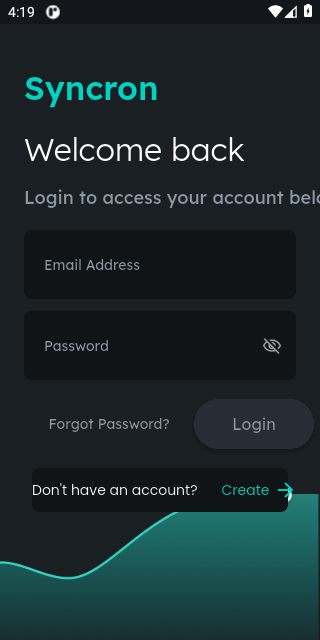 4:19
Syncron
Welcome back
Login to access your account belo
Email Address
Password
Forgot Password?
Login
Don't have an account? Create